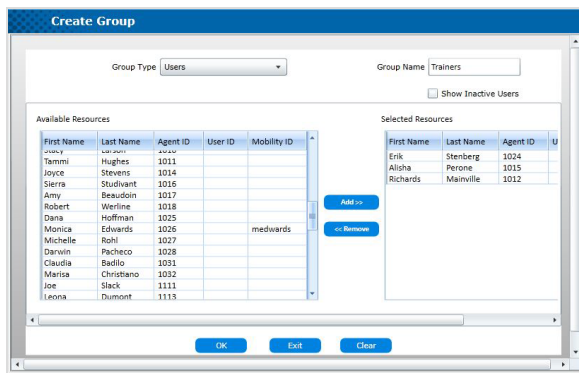 Create Group
Group Type Users Group Name Trainers
Show Inactive Users
Available Resources Selected Resources
First Name Last Name Agent ID User ID Mobility ID First Name Last Name Agent ID U
Stacy Larson 1010 Erik Stenberg 1024
Tammi Hughes 1011 Alisha Perone 1015
Joyce Stevens 1014 Richards Mainville 1012
Sierra Studivant 1016
Amy Beaudoin 1017
Robert Werline 1018 Add >>
Dana Hoffman 1025
Monica Edwards 1026 medwards << Remove
Michelle Rohl 1027
Darwin Pacheco 1028
Claudia Badilo 1031
Marisa Christiano 1032
Joe Slack 1111
Leona Dumont 1113
OK Exit Clear